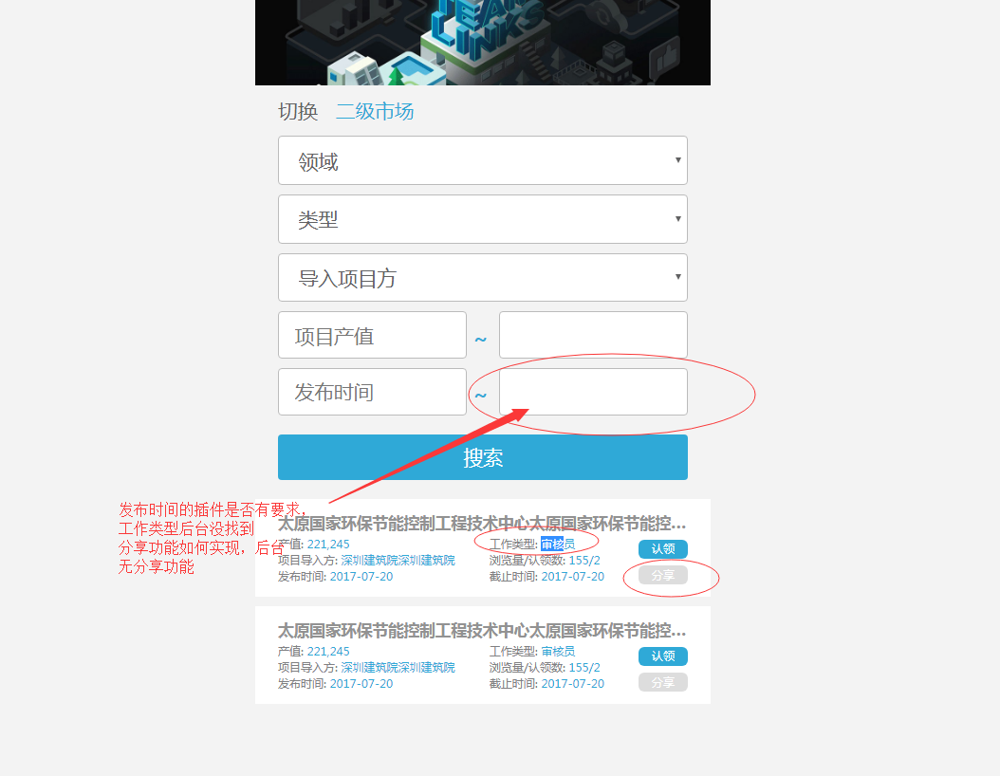 TEAM
LINKS
切换 二级市场
领域
类型
导入项目方
项目产值 ~
发布时间 ~
搜索
发布时间的插件是否有要求，
工作类型后台没找到
分享功能如何实现，后台
无分享功能
太原国家环保节能控制工程技术中心太原国家环保节能控...
产值: 221,245 工作类型: 审核员 认领
项目导入方: 深圳建筑院深圳建筑院 浏览量/认领数: 155/2
发布时间: 2017-07-20 截止时间: 2017-07-20 分享
太原国家环保节能控制工程技术中心太原国家环保节能控...
产值: 221,245 工作类型: 审核员 认领
项目导入方: 深圳建筑院深圳建筑院 浏览量/认领数: 155/2
发布时间: 2017-07-20 截止时间: 2017-07-20 分享